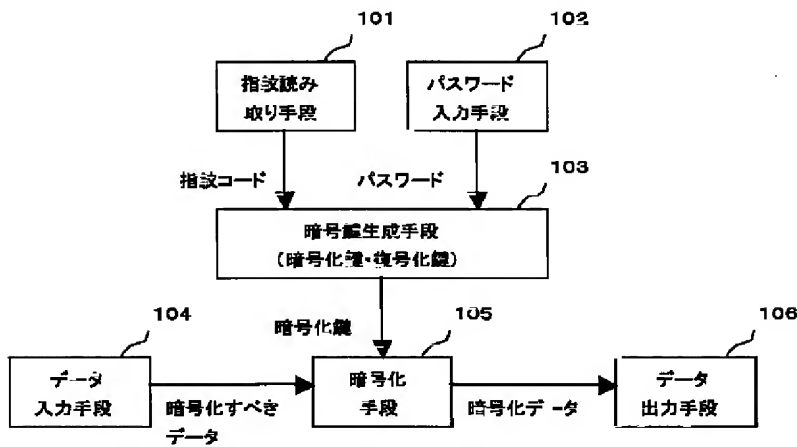 101
102
指紋読み
取り手段
パスワード
入力手段
指紋コード
パスワード
103
暗号鍵生成手段
(暗号化鍵・復号化鍵)
104
暗号化鍵
105
106
データ
入力手段
暗号化すべき
データ
暗号化
手段
暗号化データ
データ
出力手段